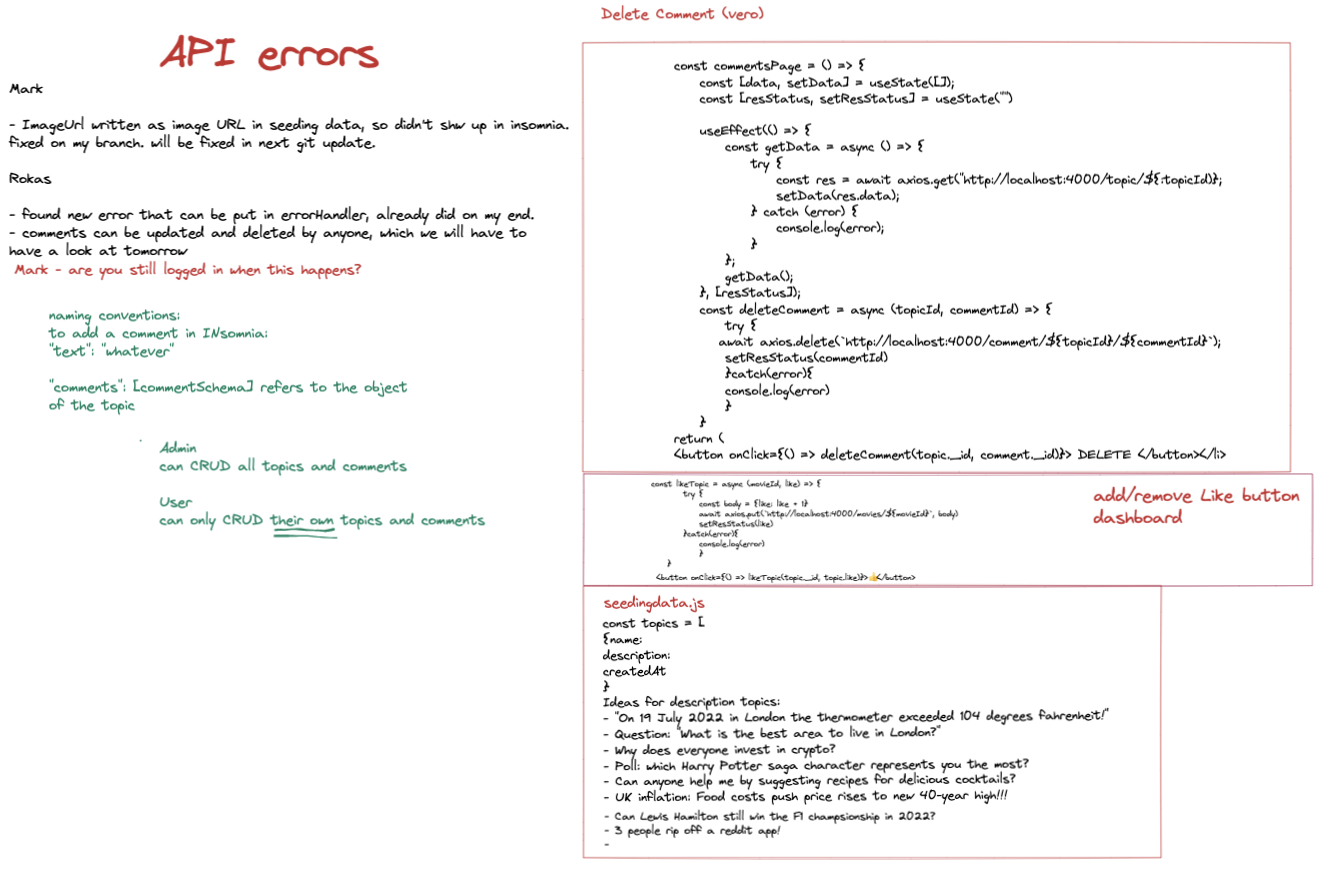 API errors
Mark
- ImageUrl written as image URL in seeding data, so didn't shw up in insomnia.
fixed on my branch. will be fixed in next git update.
Rokas
- found new error that can be put in errorHandler, already did on my end.
- comments can be updated and deleted by anyone, which we will have to
have a look at tomorrow
Mark - are you still logged in when this happens?
naming conventions:
to add a comment in INsomnia:
"text": "whatever"
"comments": [commentSchema] refers to the object
of the topic
Admin
can CRUD all topics and comments
User
can only CRUD their own topics and comments
Delete Comment (vero)
const commentsPage = () => {
const [data, setData] = useState([]);
const [resStatus, setResStatus] = useState("")
useEffect(() => {
const getData = async () => {
try {
const res = await axios.get("http://localhost:4000/topic/${:topicId)};
setData(res.data);
} catch (error) {
console.log(error);
}
};
getData();
}, [resStatus]);
const deleteComment = async (topicId, commentId) => {
try {
await axios.delete(`http://localhost:4000/comment/${topicId}/${commentId}`);
setResStatus(commentId)
}catch(error){
console.log(error)
}
}
return (
<button onClick={() => deleteComment(topic._id, comment._id)}> DELETE </button></li>
const likeTopic = async (movieId, like) => {
try {
const body = {like: like + 1}
await axios.put(`http://localhost:4000/movies/${movieId}`, body)
setResStatus(like)
}catch(error){
console.log(error)
}
}
<button onClick={() => likeTopic(topic._id, topic.like)}>👍</button>
add/remove Like button
dashboard
seedingdata.js
const topics = [
{name:
description:
createdAt
}
Ideas for description topics:
- "On 19 July 2022 in London the thermometer exceeded 104 degrees fahrenheit!"
- Question: "What is the best area to live in London?"
- Why does everyone invest in crypto?
- Poll: which Harry Potter saga character represents you the most?
- Can anyone help me by suggesting recipes for delicious cocktails?
- UK inflation: Food costs push price rises to new 40-year high!!!
- Can Lewis Hamilton still win the F1 champsionship in 2022?
- 3 people rip off a reddit app!
-